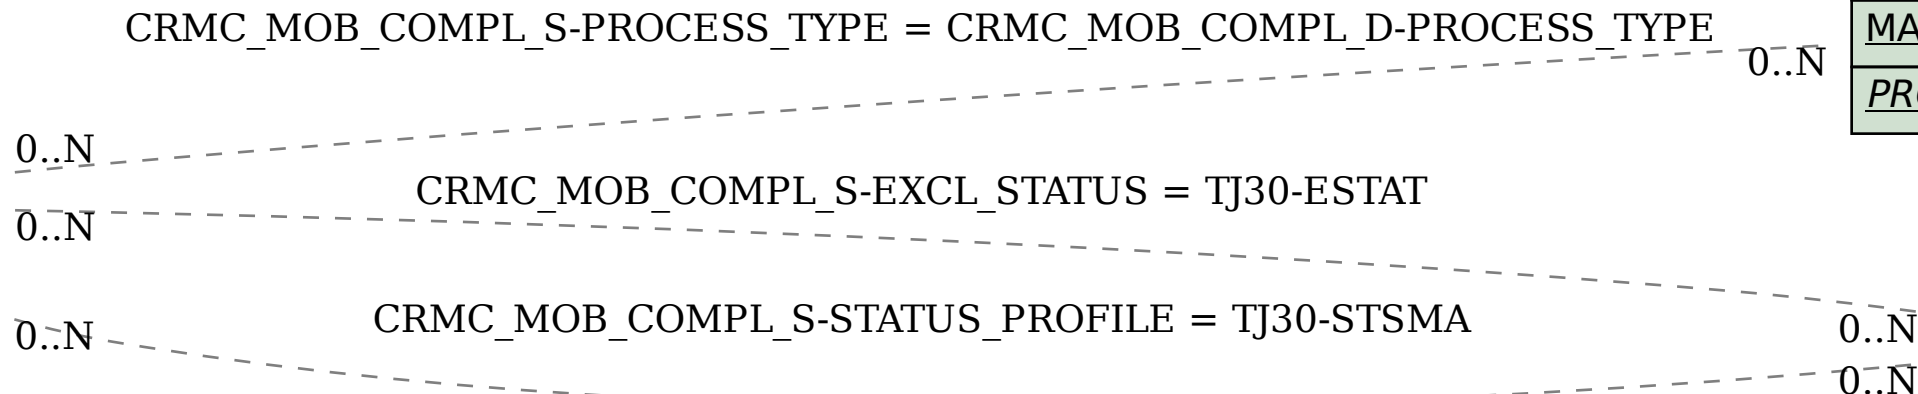 CRMC_MOB_COMPL_S-PROCESS_TYPE = CRMC_MOB_COMPL_D-PROCESS_TYPE
0..N
0..N
CRMC_MOB_COMPL_S-EXCL_STATUS = TJ30-ESTAT
0..N
CRMC_MOB_COMPL_S-STATUS_PROFILE = TJ30-STSMA
0..N
0..N
0..N